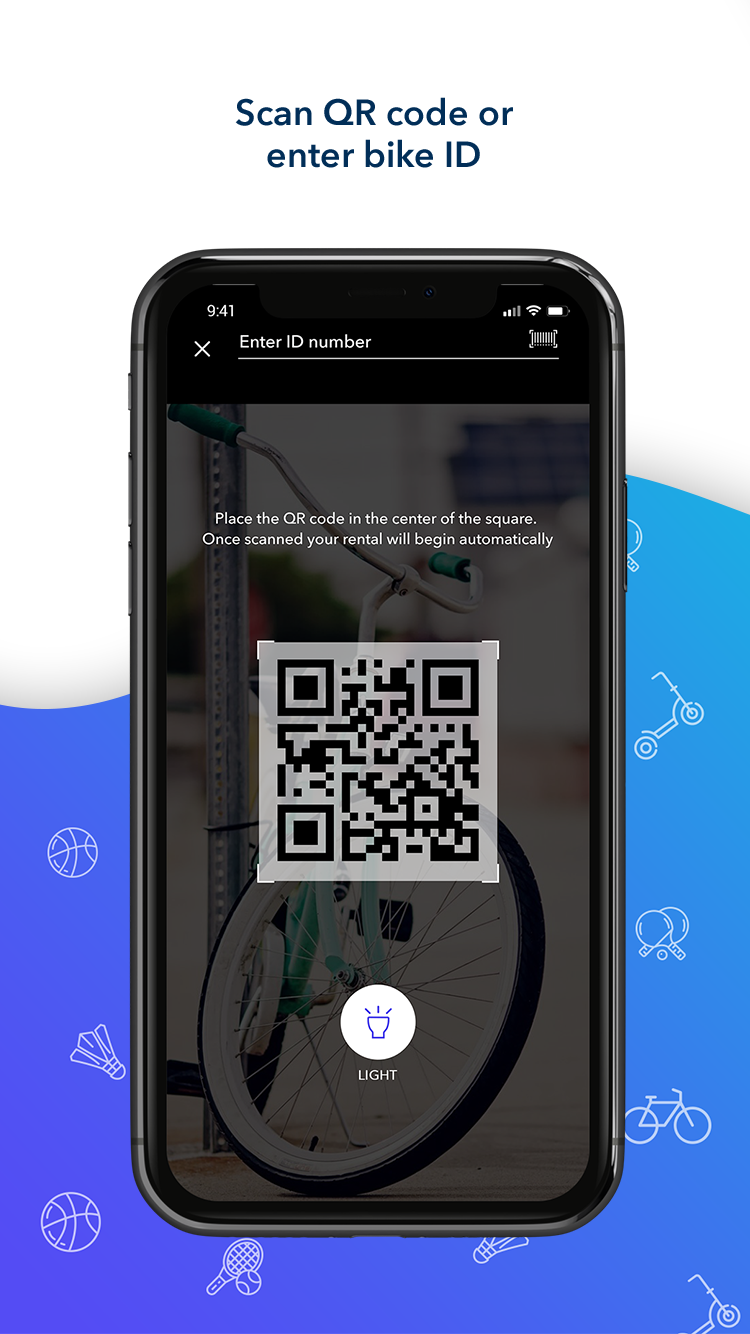 Scan QR code or
enter bike ID
9:41
Enter ID number
Place the QR code in the center of the square.
Once scanned your rental will begin automatically
LIGHT